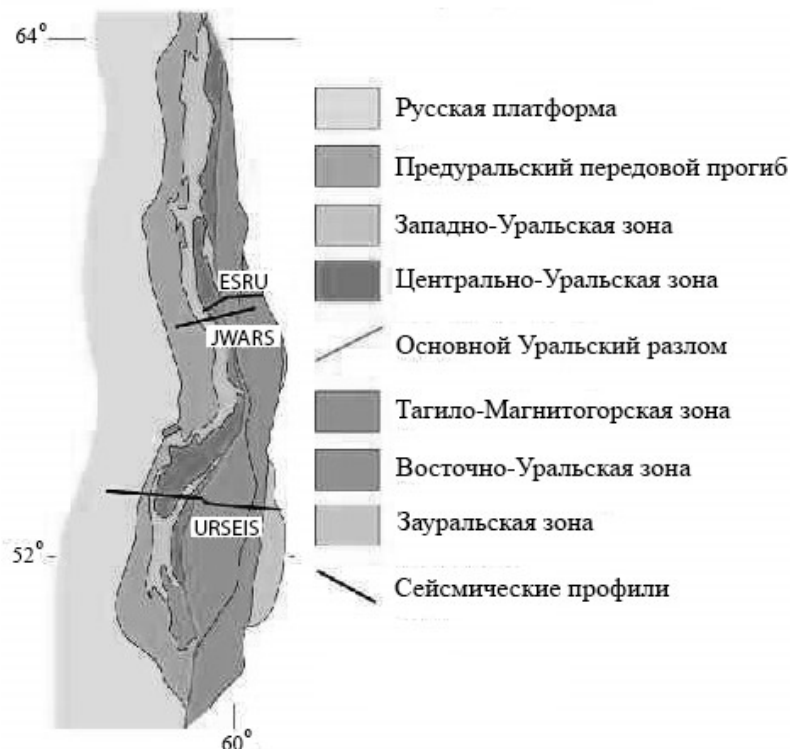 64°
ESRU
JWARS
URSEIS
52°
60°
Русская платформа
Предуральский передовой прогиб
Западно-Уральская зона
Центрально-Уральская зона
Основной Уральский разлом
Тагило-Магнитогорская зона
Восточно-Уральская зона
Зауральская зона
Сейсмические профили